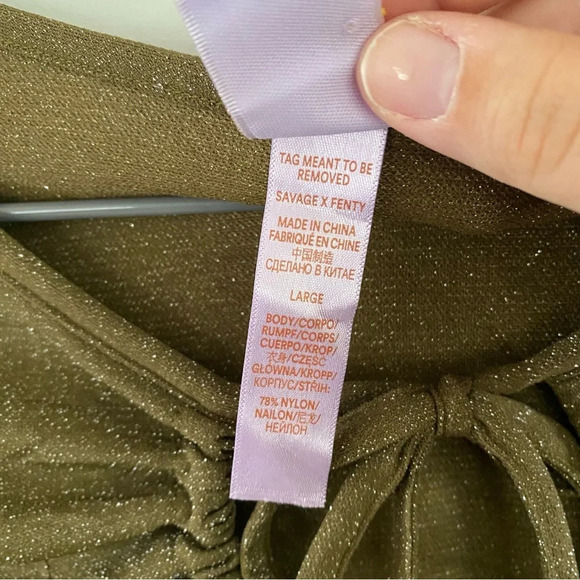 TAG MEANT TO BE
REMOVED
SAVAGE X FENTY
MADE IN CHINA
FABRIQUÉ EN CHINE
中国制造
СДЕЛАНО В КИТАЕ
LARGE
BODY/CORPO/
RUMPF/CORPS/
CUERPO/KROP/
衣身/CZĘŚĆ
GŁÓWNA/KROPP/
КОРПУС/STŘIH:
78% NYLON/
NAILON/尼龙/
НЕЙЛОН